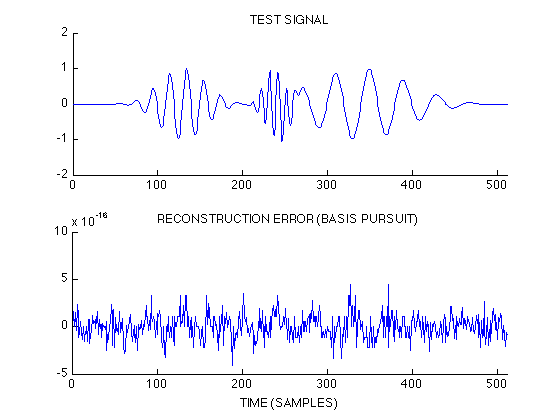 TEST SIGNAL
2
1
0
-1
-2
0 100 200 300 400 500
x 10^-16
RECONSTRUCTION ERROR (BASIS PURSUIT)
10
5
0
-5
0 100 200 300 400 500
TIME (SAMPLES)